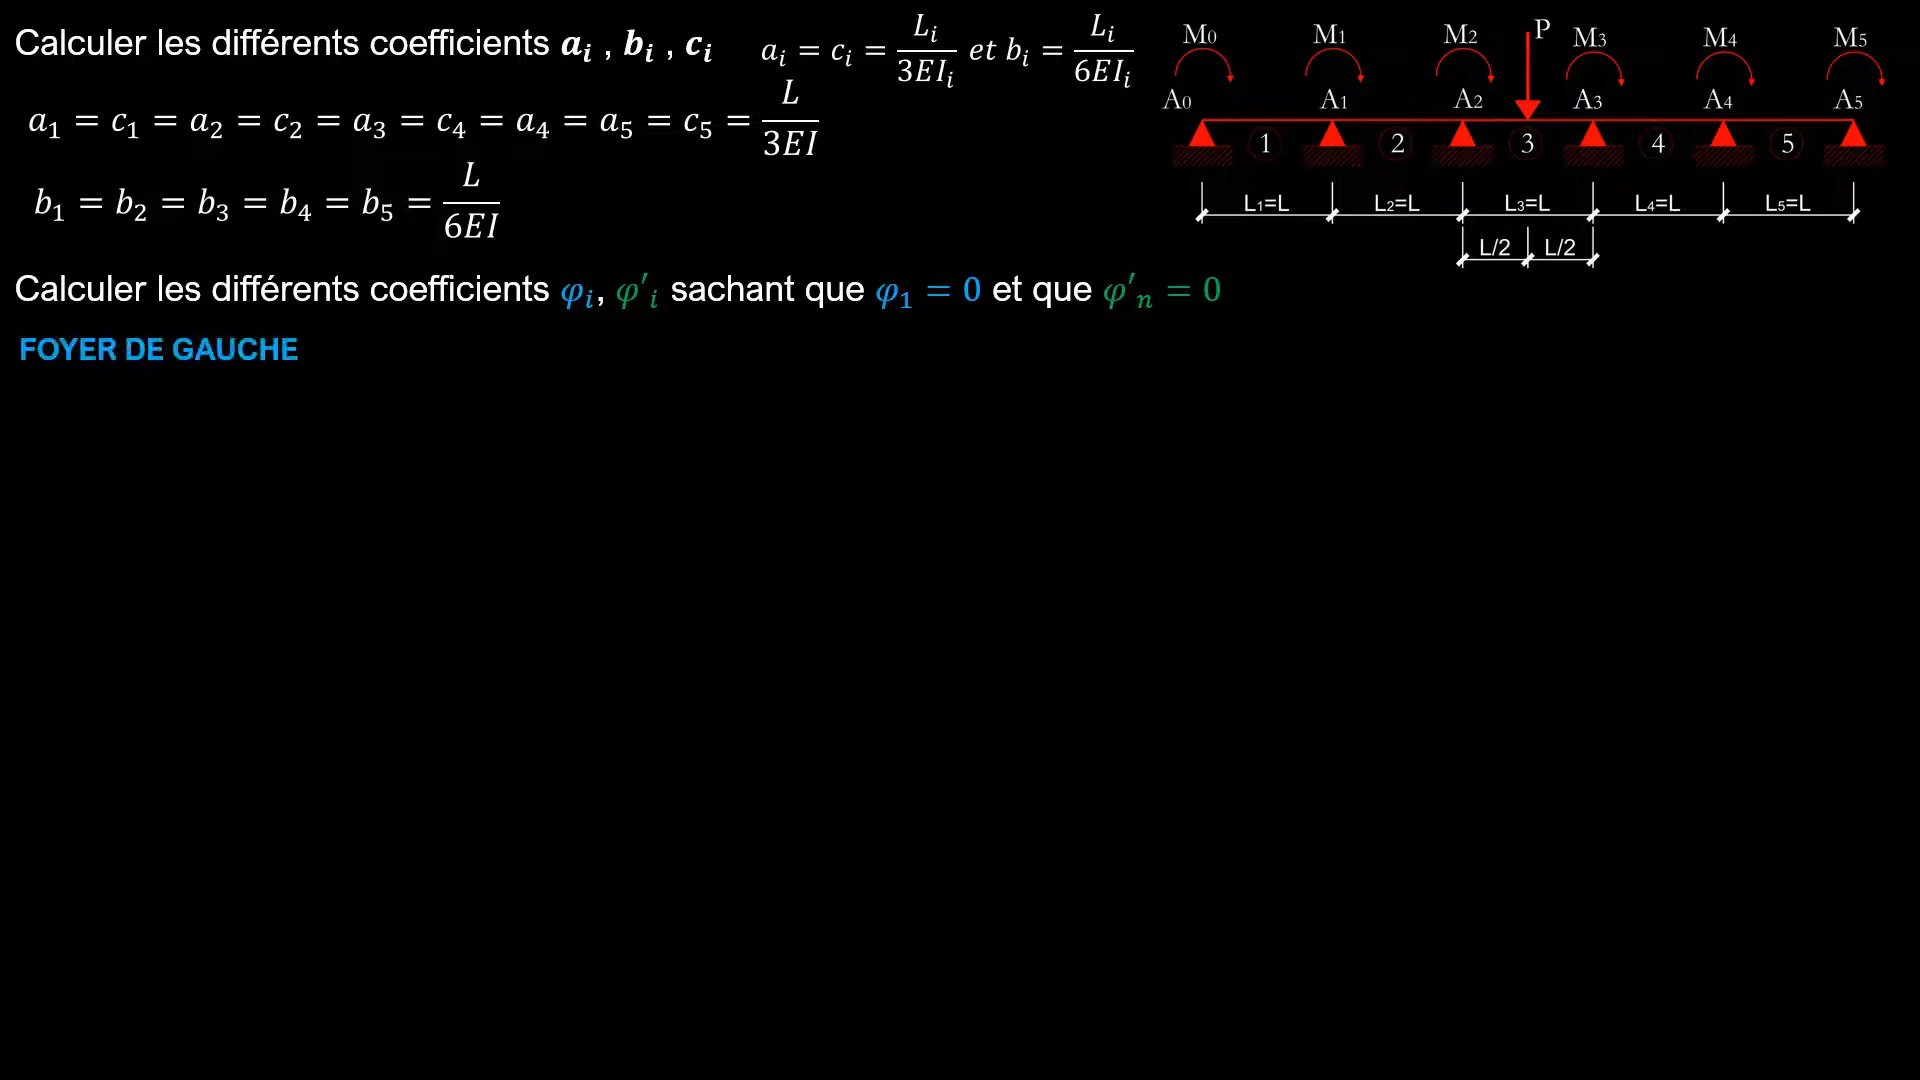 Calculer les différents coefficients aᵢ , bᵢ , cᵢ    aᵢ = cᵢ = Lᵢ/3EIᵢ et bᵢ = Lᵢ/6EIᵢ
a₁ = c₁ = a₂ = c₂ = a₃ = c₄ = a₄ = a₅ = c₅ = L/3EI
b₁ = b₂ = b₃ = b₄ = b₅ = L/6EI
M0 M1 M2 P M3 M4 M5
A0 A1 A2 A3 A4 A5
1 2 3 4 5
L1=L L2=L L3=L L4=L L5=L
L/2 L/2
Calculer les différents coefficients φᵢ, φ′ᵢ sachant que φ₁ = 0 et que φ′ₙ = 0
FOYER DE GAUCHE